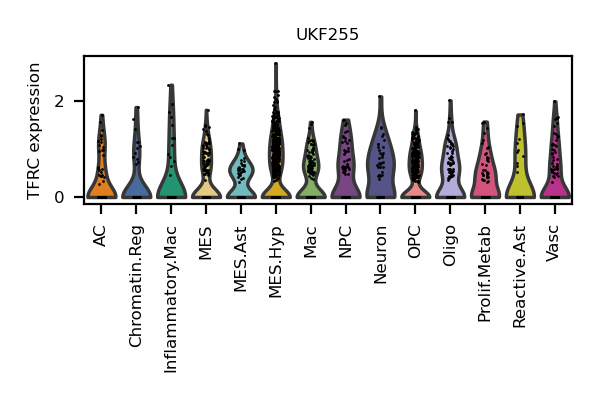 UKF255
TFRC expression
2
0
AC
Chromatin.Reg
Inflammatory.Mac
MES
MES.Ast
MES.Hyp
Mac
NPC
Neuron
OPC
Oligo
Prolif.Metab
Reactive.Ast
Vasc